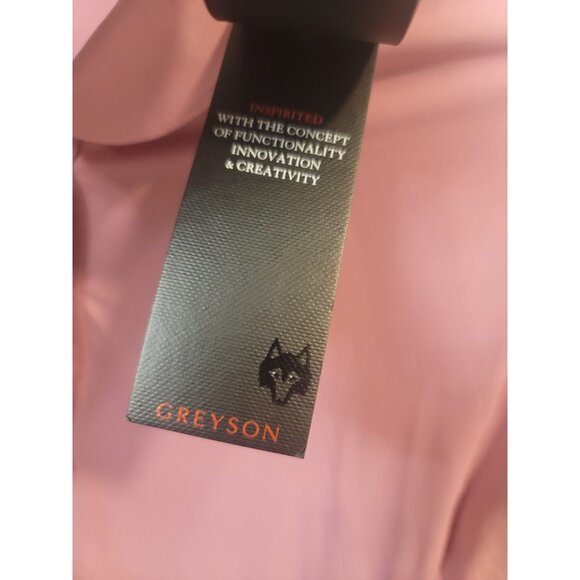 INSPIRITED
WITH THE CONCEPT
OF FUNCTIONALITY
INNOVATION
& CREATIVITY
GREYSON